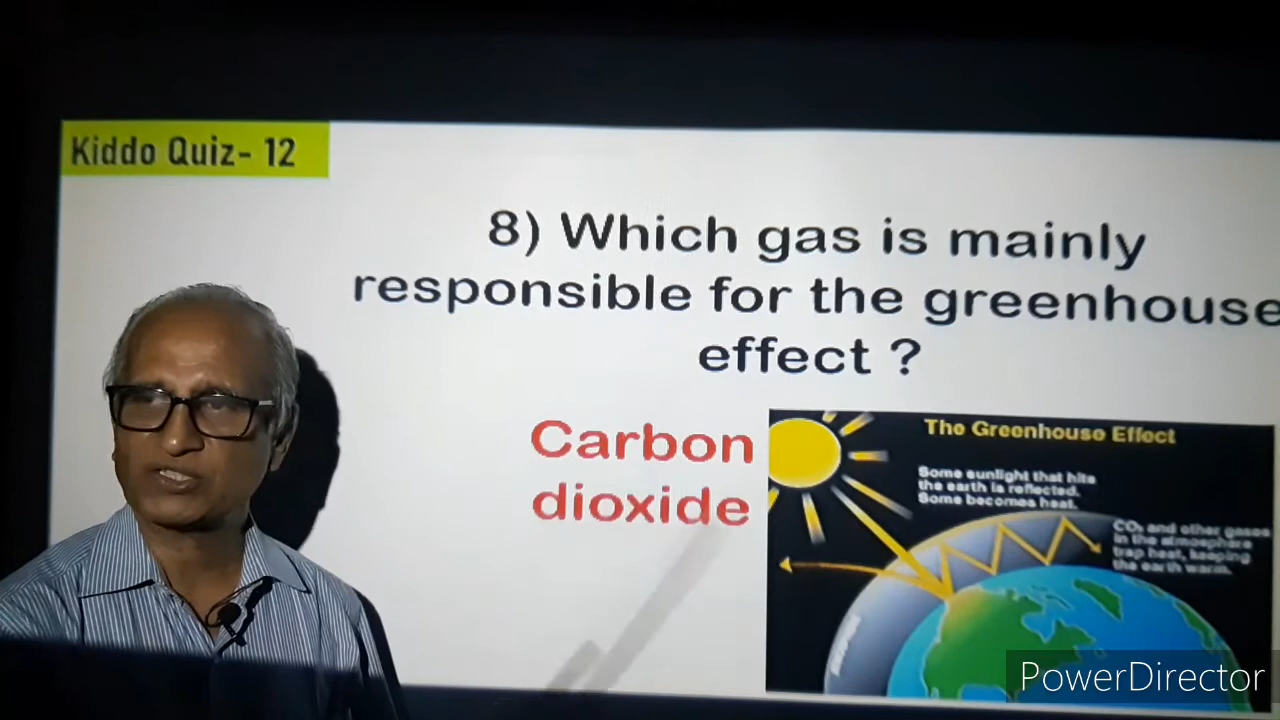 Kiddo Quiz- 12
8) Which gas is mainly
responsible for the greenhouse
effect ?
Carbon
dioxide
The Greenhouse Effect
Some sunlight that hits
the earth is reflected.
Some becomes heat.
CO₂ and other gases
in the atmosphere
trap heat, keeping
the earth warm.
PowerDirector